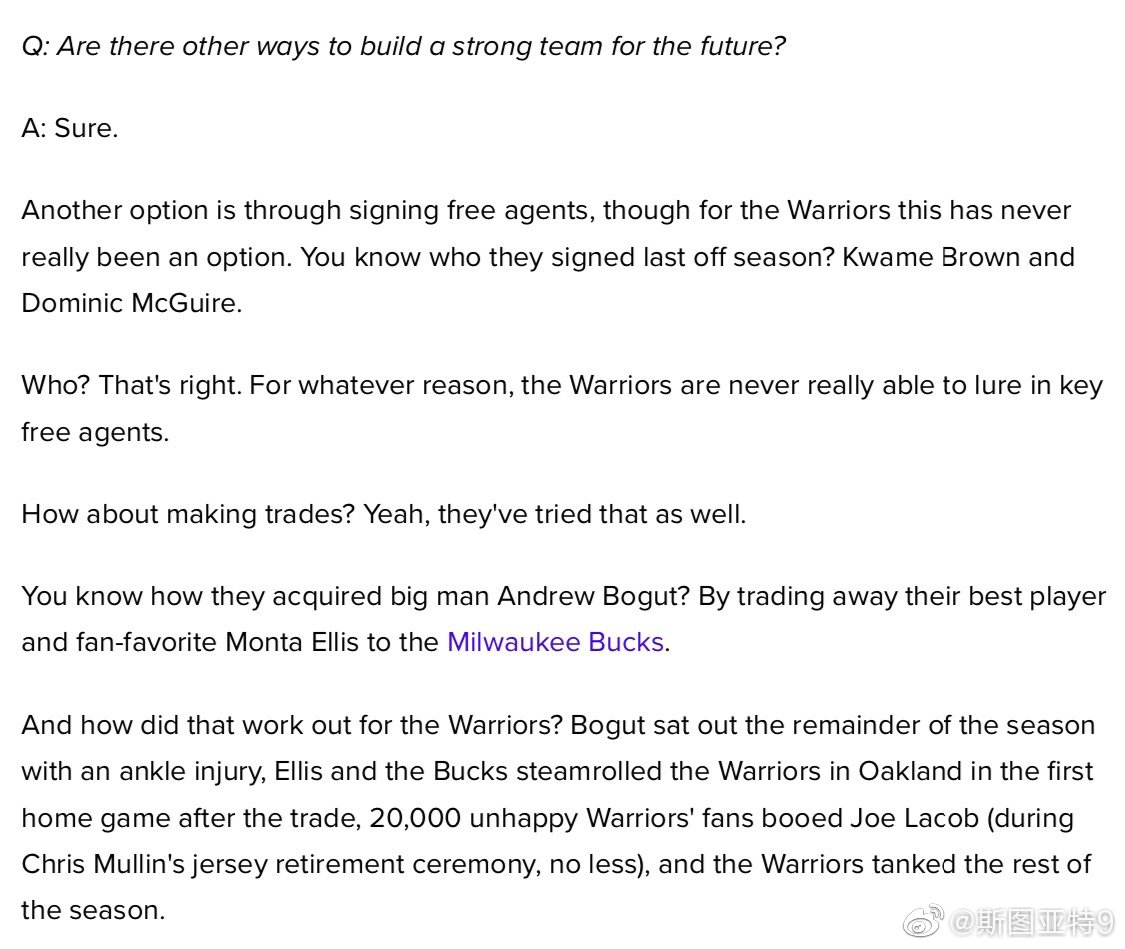 Q: Are there other ways to build a strong team for the future?
A: Sure.
Another option is through signing free agents, though for the Warriors this has never
really been an option. You know who they signed last off season? Kwame Brown and
Dominic McGuire.
Who? That's right. For whatever reason, the Warriors are never really able to lure in key
free agents.
How about making trades? Yeah, they've tried that as well.
You know how they acquired big man Andrew Bogut? By trading away their best player
and fan-favorite Monta Ellis to the Milwaukee Bucks.
And how did that work out for the Warriors? Bogut sat out the remainder of the season
with an ankle injury, Ellis and the Bucks steamrolled the Warriors in Oakland in the first
home game after the trade, 20,000 unhappy Warriors' fans booed Joe Lacob (during
Chris Mullin's jersey retirement ceremony, no less), and the Warriors tanked the rest of
the season.
@斯图亚特9